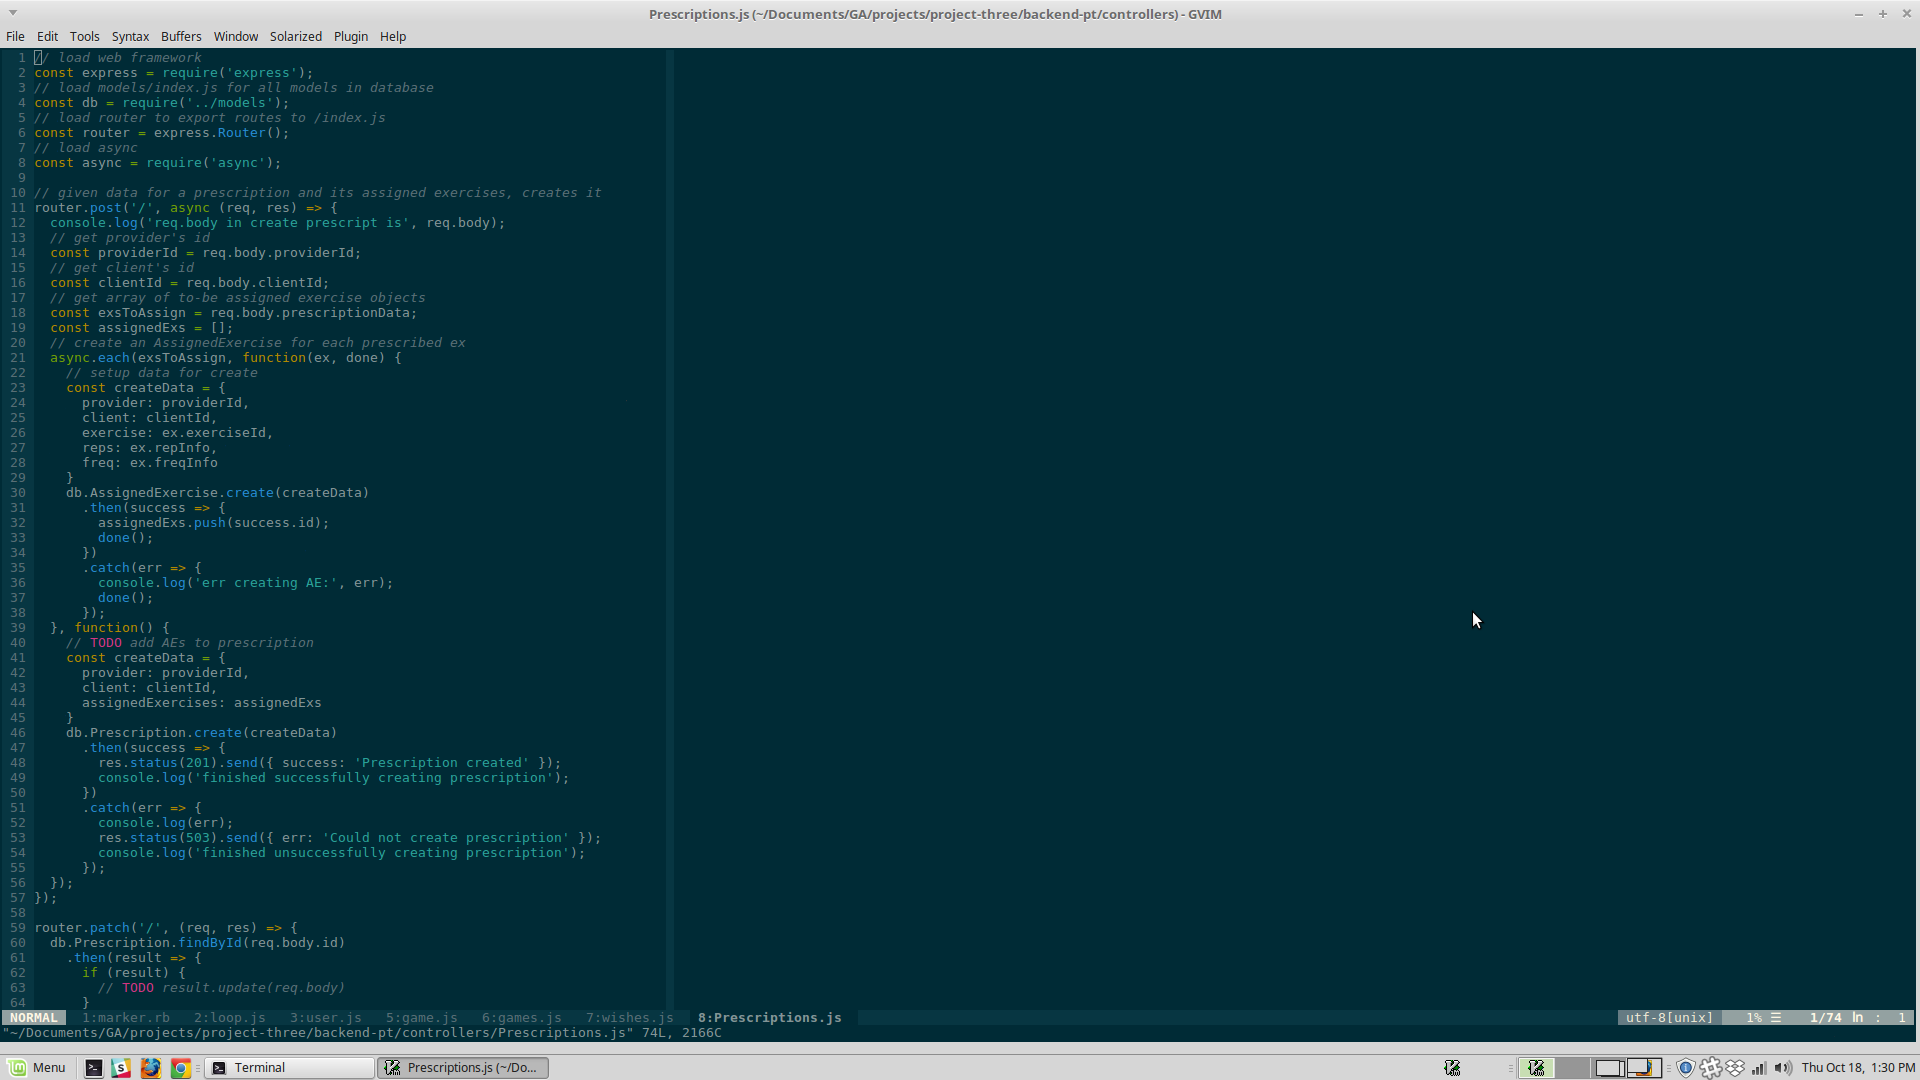 Prescriptions.js (~/Documents/GA/projects/project-three/backend-pt/controllers) - GVIM
File Edit Tools Syntax Buffers Window Solarized Plugin Help
1 // load web framework
2 const express = require('express');
3 // load models/index.js for all models in database
4 const db = require('../models');
5 // load router to export routes to /index.js
6 const router = express.Router();
7 // load async
8 const async = require('async');
9
10 // given data for a prescription and its assigned exercises, creates it
11 router.post('/', async (req, res) => {
12   console.log('req.body in create prescript is', req.body);
13   // get provider's id
14   const providerId = req.body.providerId;
15   // get client's id
16   const clientId = req.body.clientId;
17   // get array of to-be assigned exercise objects
18   const exsToAssign = req.body.prescriptionData;
19   const assignedExs = [];
20   // create an AssignedExercise for each prescribed ex
21   async.each(exsToAssign, function(ex, done) {
22     // setup data for create
23     const createData = {
24       provider: providerId,
25       client: clientId,
26       exercise: ex.exerciseId,
27       reps: ex.repInfo,
28       freq: ex.freqInfo
29     }
30     db.AssignedExercise.create(createData)
31       .then(success => {
32         assignedExs.push(success.id);
33         done();
34       })
35       .catch(err => {
36         console.log('err creating AE:', err);
37         done();
38       });
39   }, function() {
40     // TODO add AEs to prescription
41     const createData = {
42       provider: providerId,
43       client: clientId,
44       assignedExercises: assignedExs
45     }
46     db.Prescription.create(createData)
47       .then(success => {
48         res.status(201).send({ success: 'Prescription created' });
49         console.log('finished successfully creating prescription');
50       })
51       .catch(err => {
52         console.log(err);
53         res.status(503).send({ err: 'Could not create prescription' });
54         console.log('finished unsuccessfully creating prescription');
55       });
56   });
57 });
58
59 router.patch('/', (req, res) => {
60   db.Prescription.findById(req.body.id)
61     .then(result => {
62       if (result) {
63         // TODO result.update(req.body)
64       }
NORMAL 1:marker.rb 2:loop.js 3:user.js 5:game.js 6:games.js 7:wishes.js 8:Prescriptions.js utf-8[unix] 1% ☰ 1/74 ln : 1
"~/Documents/GA/projects/project-three/backend-pt/controllers/Prescriptions.js" 74L, 2166C
Menu Terminal Prescriptions.js (~/Do... Thu Oct 18, 1:30 PM